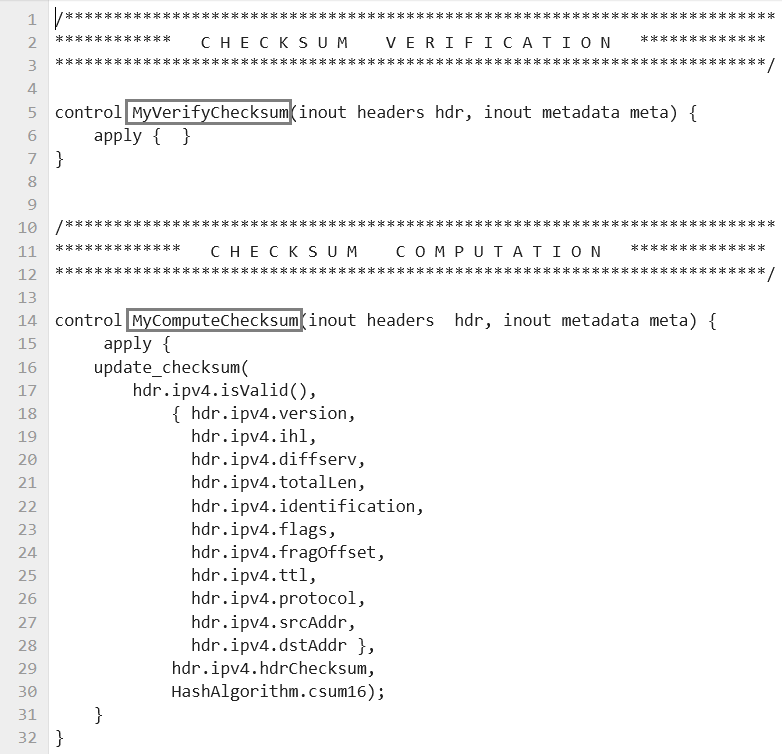 1 /*************************************************************************
2 ************ C H E C K S U M V E R I F I C A T I O N *************
3 *************************************************************************/
4
5 control MyVerifyChecksum(inout headers hdr, inout metadata meta) {
6 apply { }
7 }
8
9
10 /*************************************************************************
11 ************* C H E C K S U M C O M P U T A T I O N **************
12 *************************************************************************/
13
14 control MyComputeChecksum(inout headers hdr, inout metadata meta) {
15 apply {
16 update_checksum(
17 hdr.ipv4.isValid(),
18 { hdr.ipv4.version,
19 hdr.ipv4.ihl,
20 hdr.ipv4.diffserv,
21 hdr.ipv4.totalLen,
22 hdr.ipv4.identification,
23 hdr.ipv4.flags,
24 hdr.ipv4.fragOffset,
25 hdr.ipv4.ttl,
26 hdr.ipv4.protocol,
27 hdr.ipv4.srcAddr,
28 hdr.ipv4.dstAddr },
29 hdr.ipv4.hdrChecksum,
30 HashAlgorithm.csum16);
31 }
32 }